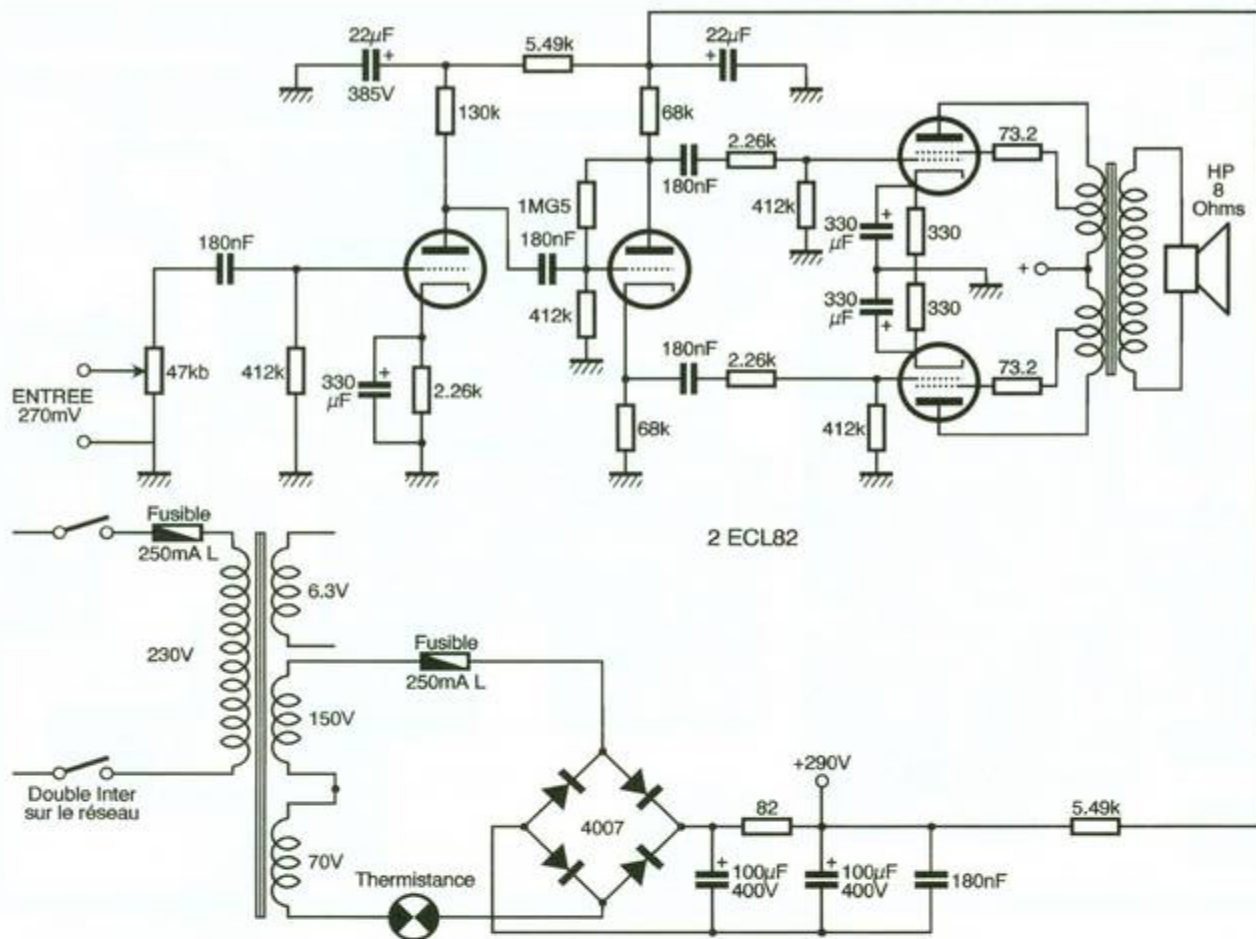 22µF
+
385V
5.49k
22µF
+
130k
68k
180nF
2.26k
73.2
HP
8
Ohms
1MG5
412k
330
µF
+
330
180nF
180nF
+
330
µF
+
330
412k
180nF
2.26k
73.2
ENTREE
270mV
47kb
412k
330
µF
+
2.26k
68k
412k
Fusible
250mA L
2 ECL82
6.3V
230V
Fusible
250mA L
150V
+290V
Double Inter
sur le réseau
4007
82
5.49k
70V
Thermistance
+
100µF
400V
+
100µF
400V
180nF